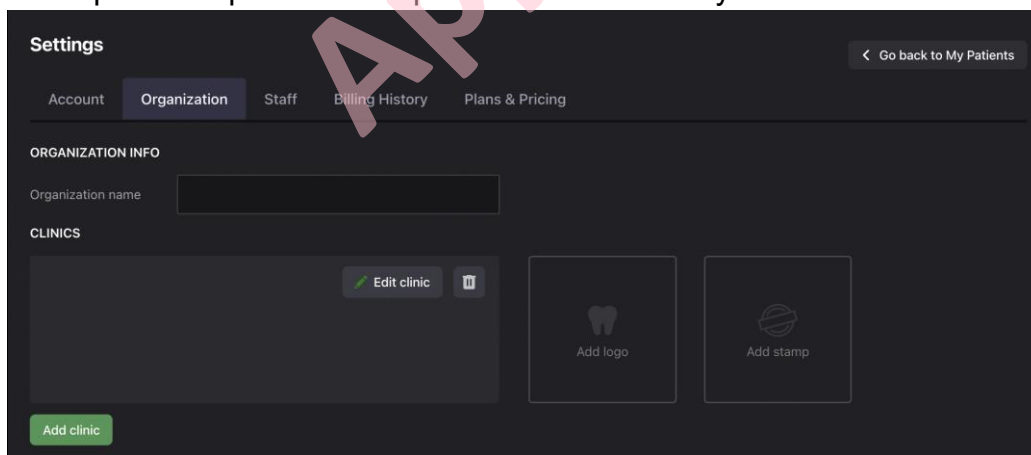 Settings
Go back to My Patients
Account Organization Staff Billing History Plans & Pricing
ORGANIZATION INFO
Organization name
CLINICS
Edit clinic
Add logo
Add stamp
Add clinic